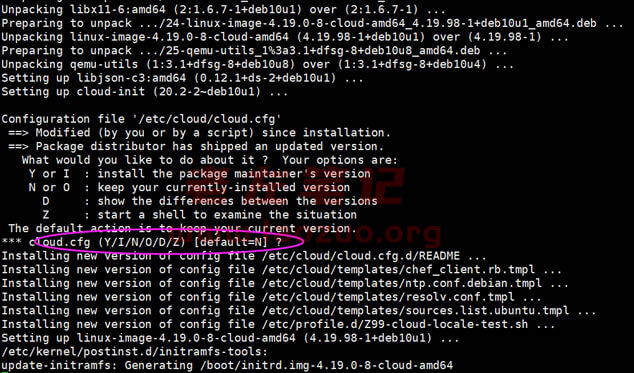 Unpacking libx11-6:amd64 (2:1.6.7-1+deb10u1) over (2:1.6.7-1) ...
Preparing to unpack .../24-linux-image-4.19.0-8-cloud-amd64_4.19.98-1+deb10u1_amd64.deb ...
Unpacking linux-image-4.19.0-8-cloud-amd64 (4.19.98-1+deb10u1) over (4.19.98-1) ...
Preparing to unpack .../25-qemu-utils_1%3a3.1+dfsg-8+deb10u8_amd64.deb ...
Unpacking qemu-utils (1:3.1+dfsg-8+deb10u8) over (1:3.1+dfsg-8+deb10u4) ...
Setting up libjson-c3:amd64 (0.12.1+ds-2+deb10u1) ...
Setting up cloud-init (20.2-2~deb10u1) ...
Configuration file '/etc/cloud/cloud.cfg'
==> Modified (by you or by a script) since installation.
==> Package distributor has shipped an updated version.
What would you like to do about it ?  Your options are:
Y or I  : install the package maintainer's version
N or O  : keep your currently-installed version
D     : show the differences between the versions
Z     : start a shell to examine the situation
The default action is to keep your current version.
*** cloud.cfg (Y/I/N/O/D/Z) [default=N] ?
Installing new version of config file /etc/cloud/cloud.cfg.d/README ...
Installing new version of config file /etc/cloud/templates/chef_client.rb.tmpl ...
Installing new version of config file /etc/cloud/templates/ntp.conf.debian.tmpl ...
Installing new version of config file /etc/cloud/templates/resolv.conf.tmpl ...
Installing new version of config file /etc/cloud/templates/sources.list.ubuntu.tmpl ...
Installing new version of config file /etc/profile.d/Z99-cloud-locale-test.sh ...
Setting up linux-image-4.19.0-8-cloud-amd64 (4.19.98-1+deb10u1) ...
/etc/kernel/postinst.d/initramfs-tools:
update-initramfs: Generating /boot/initrd.img-4.19.0-8-cloud-amd64